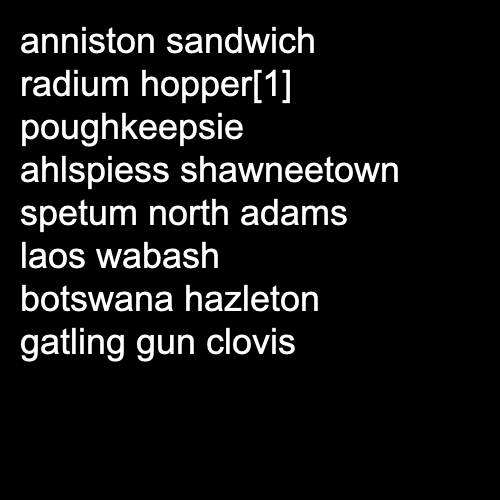 anniston sandwich
radium hopper[1]
poughkeepsie
ahlspiess shawneetown
spetum north adams
laos wabash
botswana hazleton
gatling gun clovis